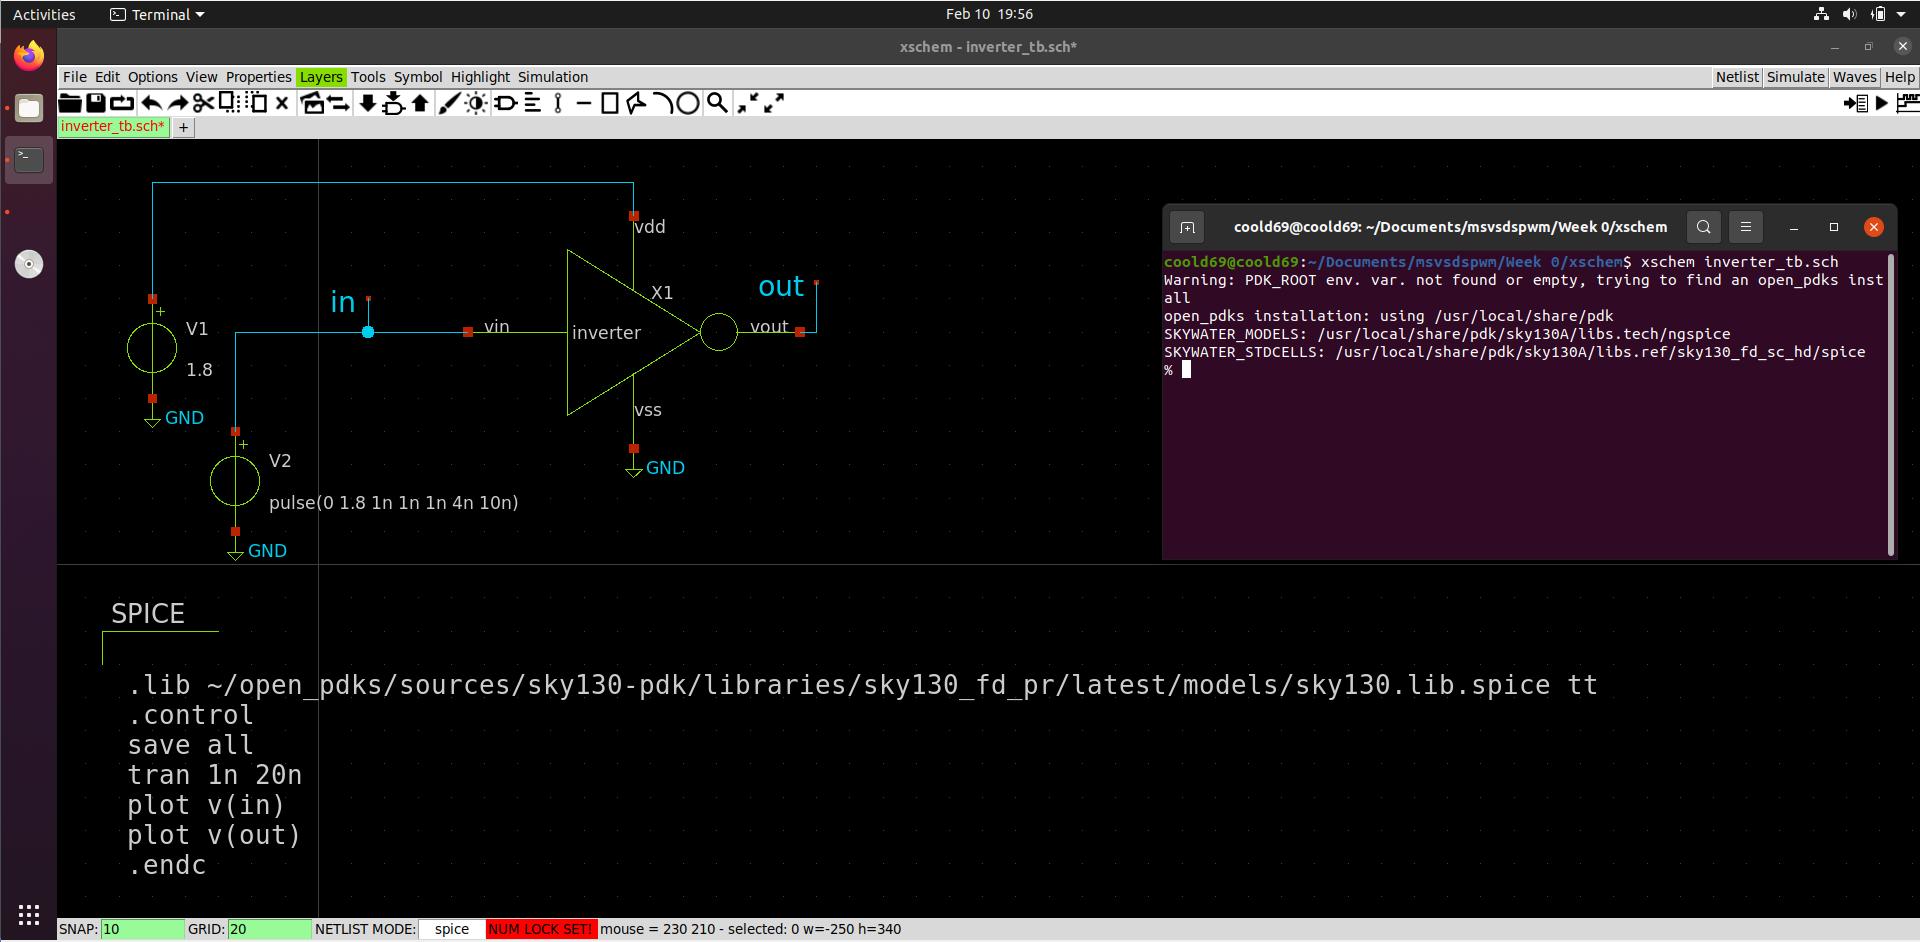 Activities
Terminal
Feb 10 19:56
xschem - inverter_tb.sch*
File Edit Options View Properties Layers Tools Symbol Highlight Simulation
Netlist Simulate Waves Help
inverter_tb.sch* +
vdd
in
out
X1
V1
vin
inverter
vout
1.8
vss
GND
V2
GND
pulse(0 1.8 1n 1n 1n 4n 10n)
GND
coold69@coold69: ~/Documents/msvsdspwm/Week 0/xschem
coold69@coold69:~/Documents/msvsdspwm/Week 0/xschem$ xschem inverter_tb.sch
Warning: PDK_ROOT env. var. not found or empty, trying to find an open_pdks inst
all
open_pdks installation: using /usr/local/share/pdk
SKYWATER_MODELS: /usr/local/share/pdk/sky130A/libs.tech/ngspice
SKYWATER_STDCELLS: /usr/local/share/pdk/sky130A/libs.ref/sky130_fd_sc_hd/spice
%
SPICE
.lib ~/open_pdks/sources/sky130-pdk/libraries/sky130_fd_pr/latest/models/sky130.lib.spice tt
.control
save all
tran 1n 20n
plot v(in)
plot v(out)
.endc
SNAP: 10 GRID: 20 NETLIST MODE: spice NUM LOCK SET! mouse = 230 210 - selected: 0 w=-250 h=340